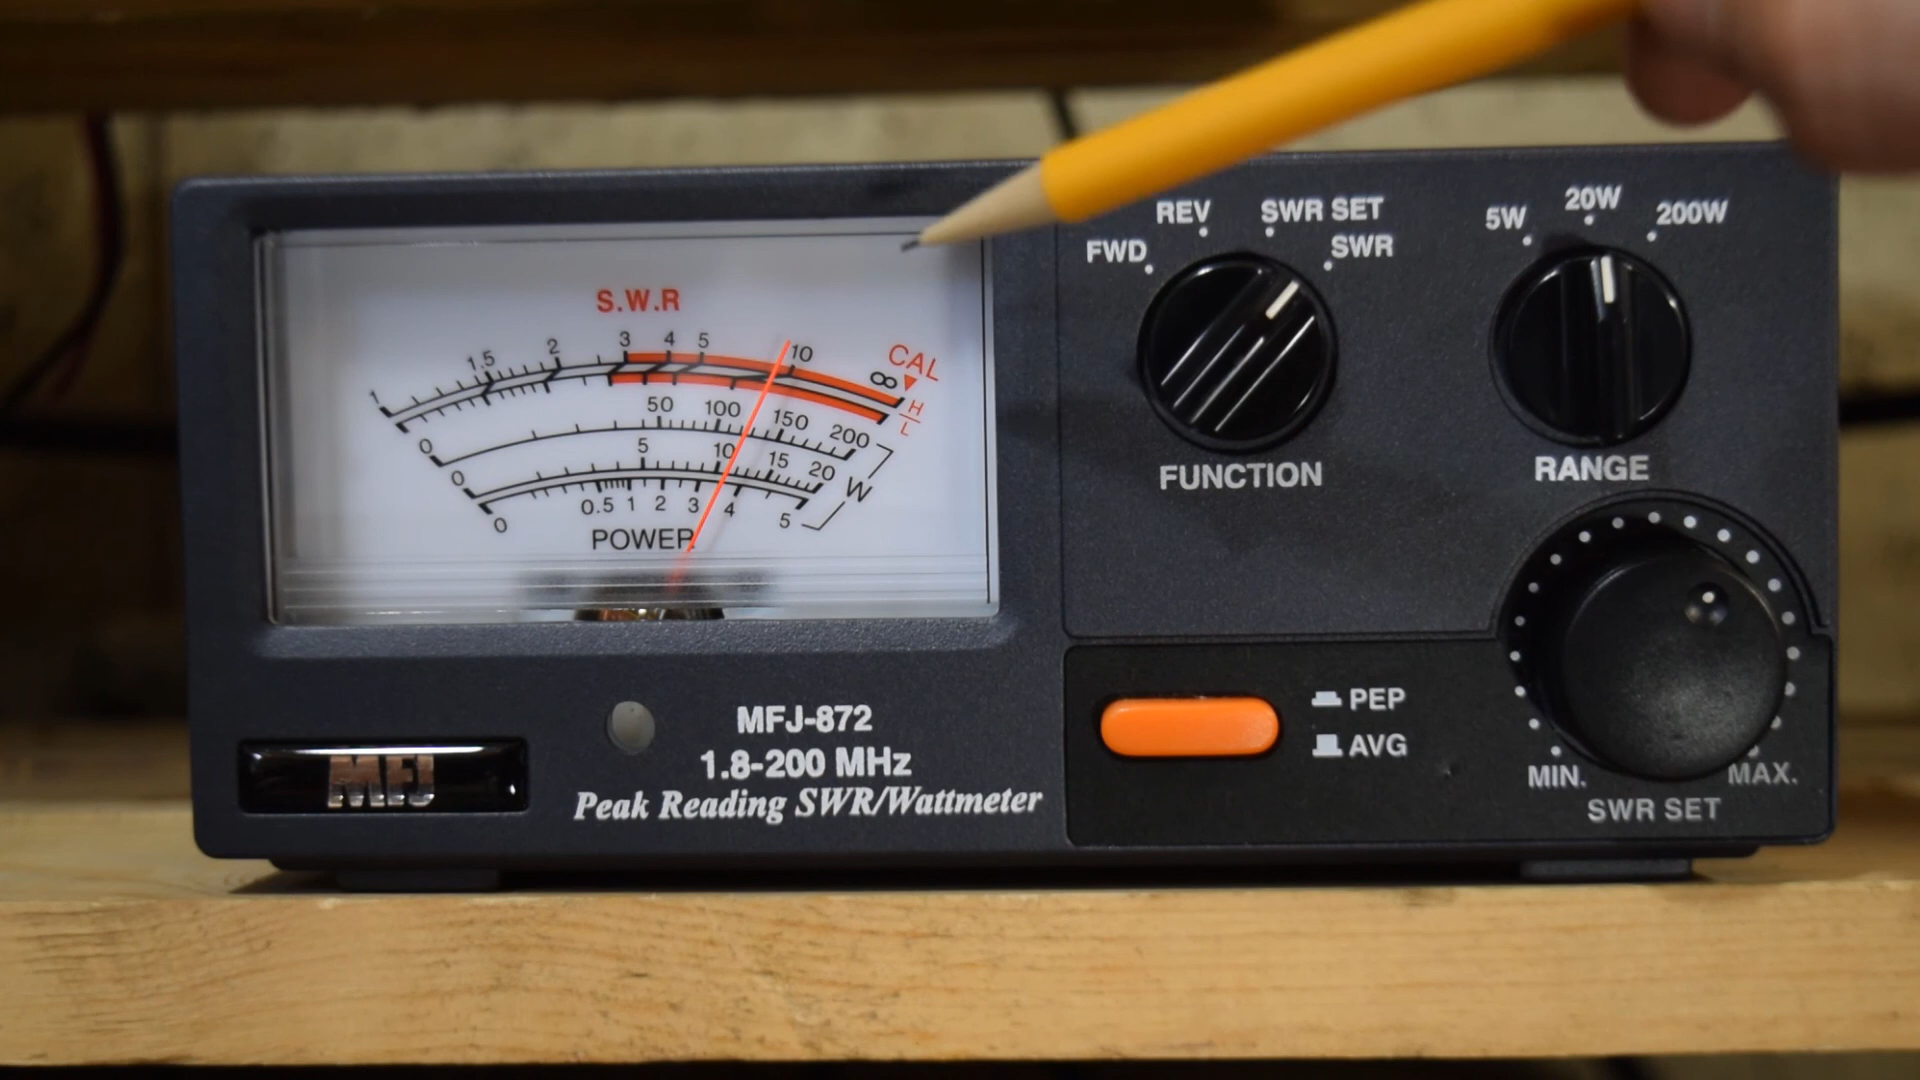 S.W.R
1 1.5 2 3 4 5 10 ∞ CAL
H
L
0 50 100 150 200
0 5 10 15 20 W
0 0.5 1 2 3 4 5
POWER
FWD REV SWR SET SWR
FUNCTION
5W 20W 200W
RANGE
MFJ
MFJ-872
1.8-200 MHz
Peak Reading SWR/Wattmeter
PEP
AVG
MIN. MAX.
SWR SET